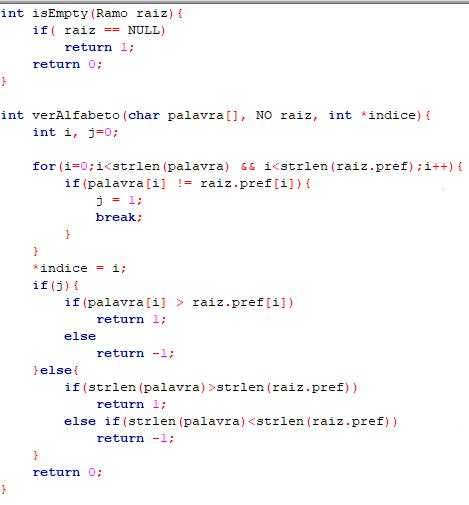 int isEmpty(Ramo raiz){
    if( raiz == NULL)
        return 1;
    return 0;
}

int verAlfabeto(char palavra[], NO raiz, int *indice){
    int i, j=0;

    for(i=0;i<strlen(palavra) && i<strlen(raiz.pref);i++){
        if(palavra[i] != raiz.pref[i]){
            j = 1;
            break;
        }
    }
    *indice = i;
    if(j){
        if(palavra[i] > raiz.pref[i])
            return 1;
        else
            return -1;
    }else{
        if(strlen(palavra)>strlen(raiz.pref))
            return 1;
        else if(strlen(palavra)<strlen(raiz.pref))
            return -1;
    }
    return 0;
}